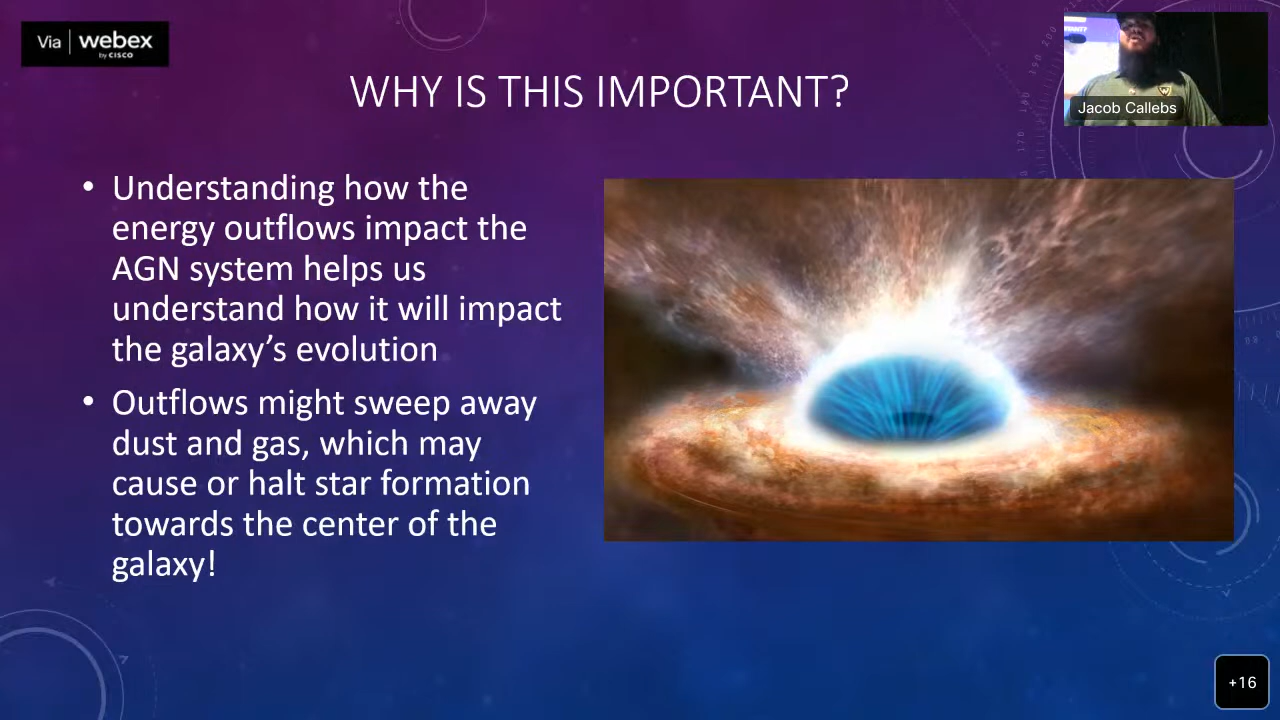 Via | webex
by CISCO
WHY IS THIS IMPORTANT?
Jacob Callebs
• Understanding how the
energy outflows impact the
AGN system helps us
understand how it will impact
the galaxy’s evolution
• Outflows might sweep away
dust and gas, which may
cause or halt star formation
towards the center of the
galaxy!
+16